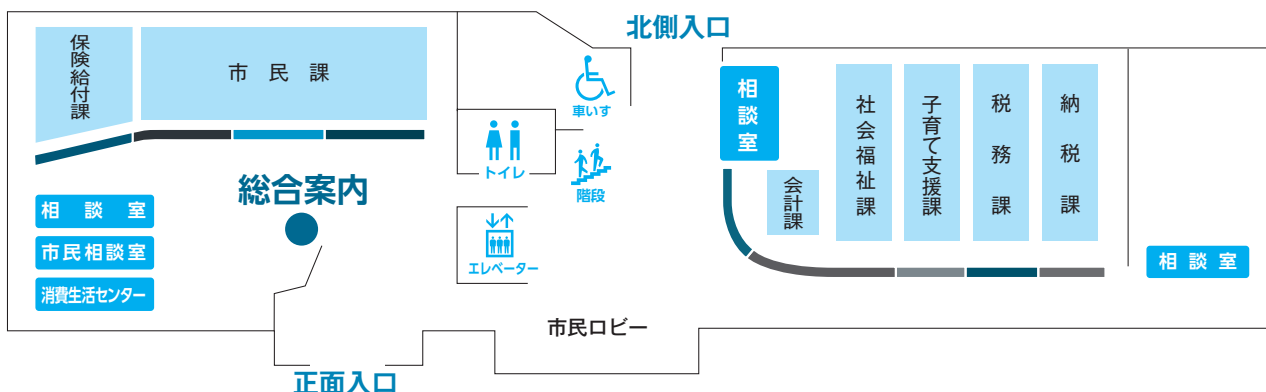 北側入口
保険給付課
市民課
車いす
トイレ
階段
相談室
社会福祉課
子育て支援課
税務課
納税課
会計課
総合案内
相談室
市民相談室
消費生活センター
エレベーター
相談室
市民ロビー
正面入口